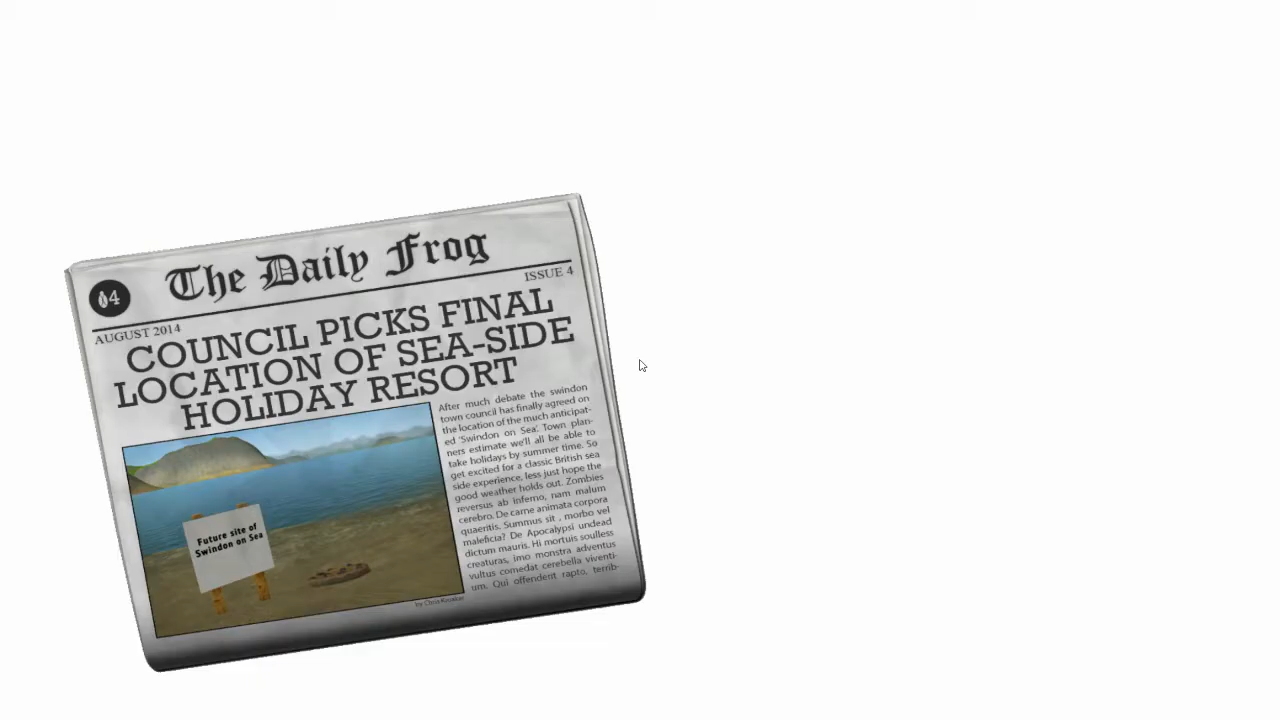 The Daily Frog
04
ISSUE 4
AUGUST 2014
COUNCIL PICKS FINAL
LOCATION OF SEA-SIDE
HOLIDAY RESORT
After much debate the swindon
town council has finally agreed on
the location of the much anticipat-
ed 'Swindon on Sea'. Town plan-
ners estimate we'll all be able to
take holidays by summer time. So
get excited for a classic British sea
side experience, less just hope the
good weather holds out. Zombies
reversus ab inferno, nam malum
cerebro. De carne animata corpora
quaeritis. Summus sit , morbo vel
maleficia? De Apocalypsi undead
dictum mauris. Hi mortuis soulless
creaturas, imo monstra adventus
vultus comedat cerebella viventi-
um. Qui offendent rapto, terrib-
Future site of
Swindon on Sea
by Chris